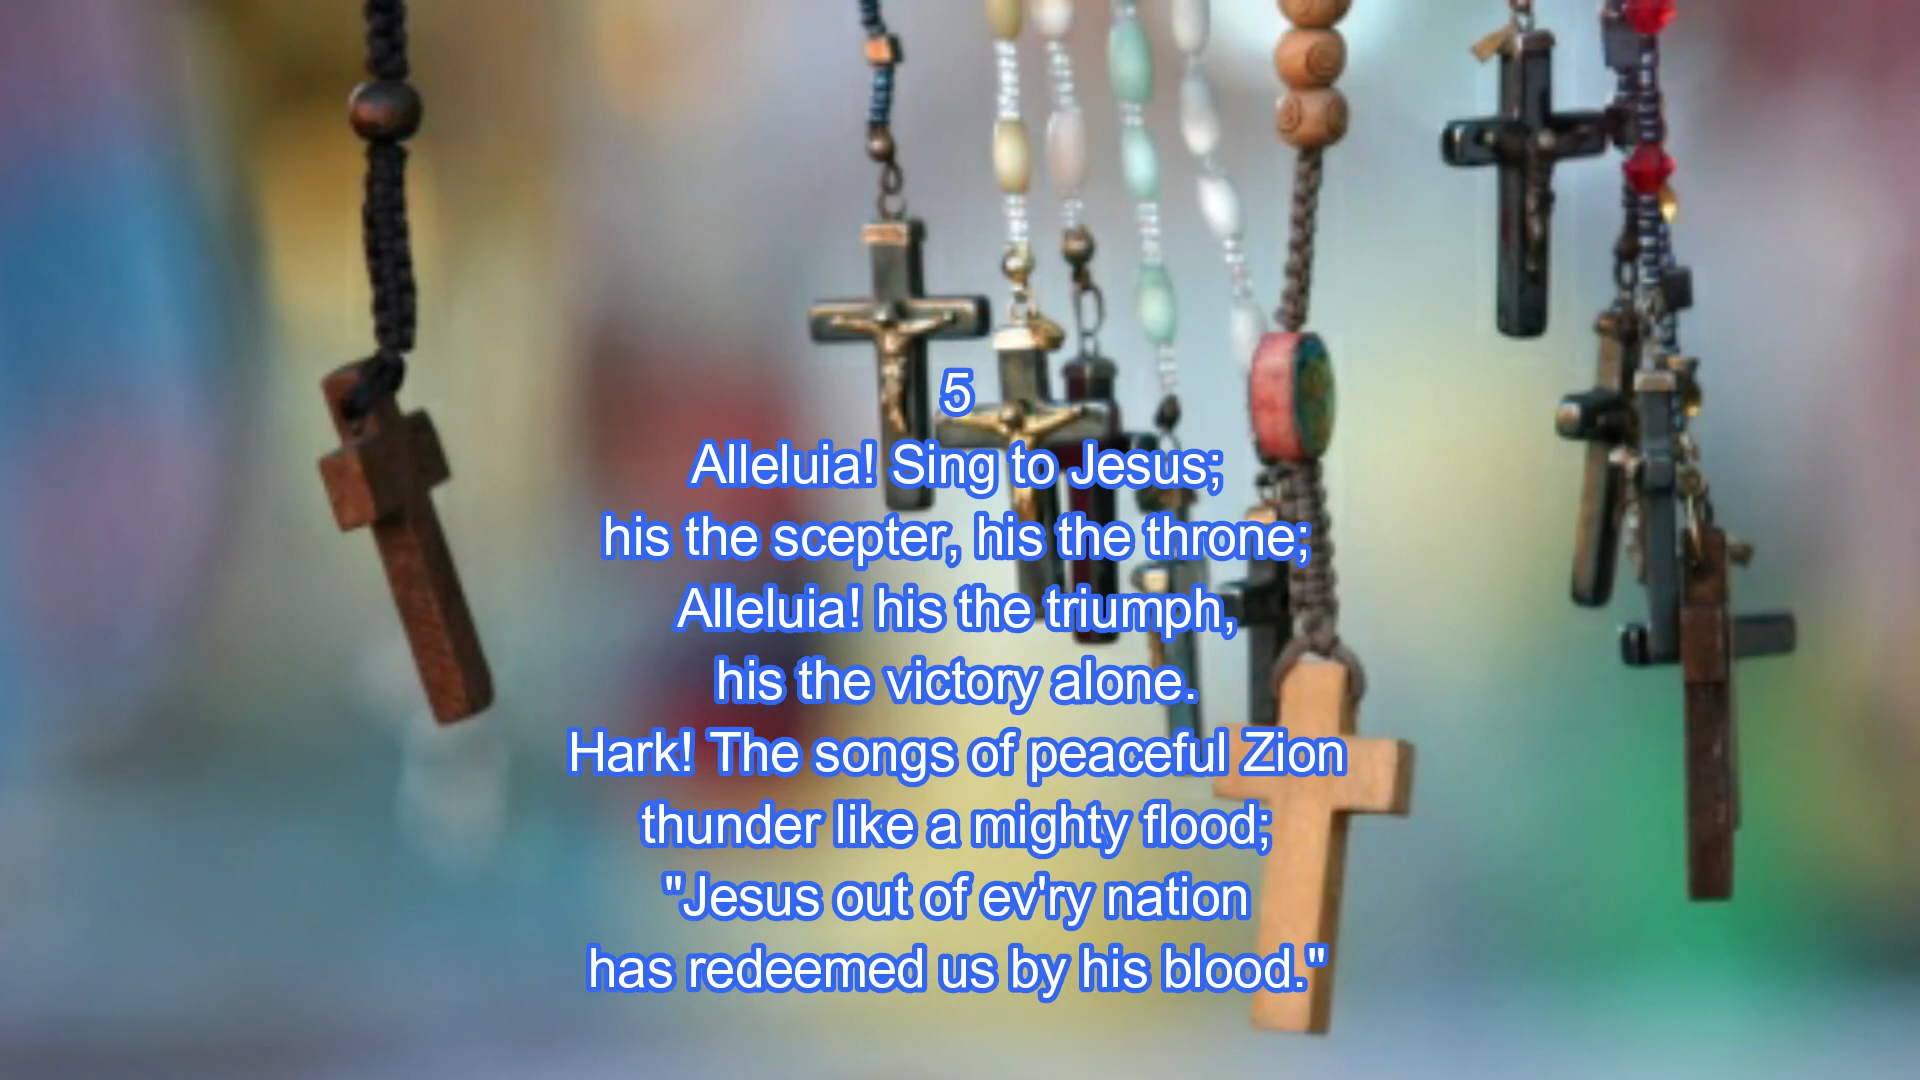 5
Alleluia! Sing to Jesus;
his the scepter, his the throne;
Alleluia! his the triumph,
his the victory alone.
Hark! The songs of peaceful Zion
thunder like a mighty flood;
"Jesus out of ev'ry nation
has redeemed us by his blood."